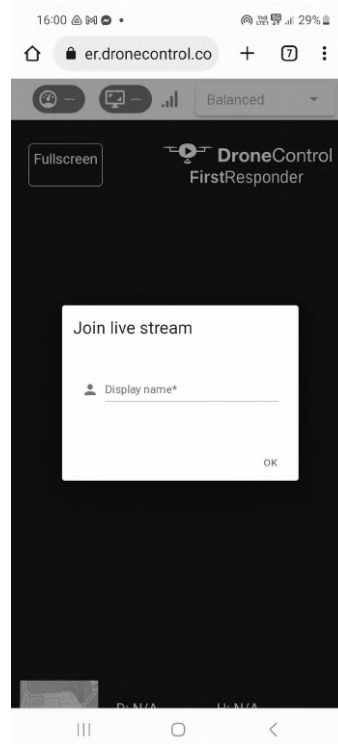 16:00
29%
er.dronecontrol.co
7
--
--
Balanced
Fullscreen
DroneControl
FirstResponder
Join live stream
Display name*
OK
D: N/A
H: N/A